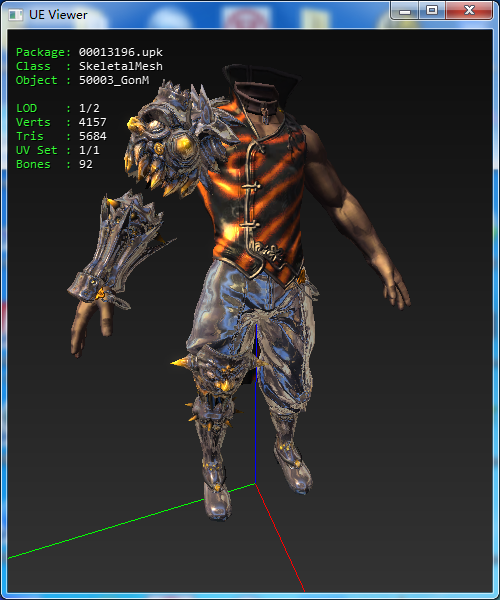 UE Viewer
Package: 00013196.upk
Class : SkeletalMesh
Object : 50003_GonM
LOD : 1/2
Verts : 4157
Tris : 5684
UV Set : 1/1
Bones : 92